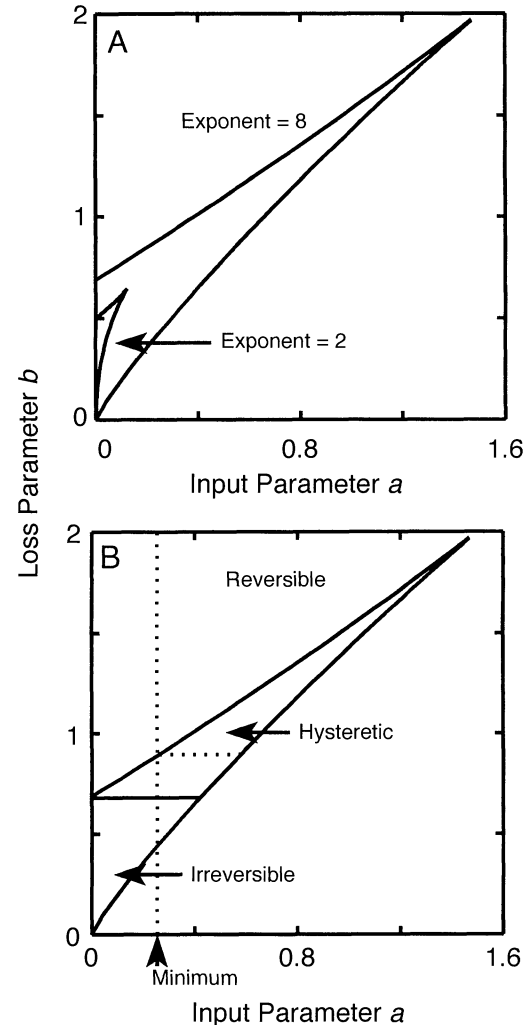 2
A
Exponent = 8
1
Exponent = 2
0
0 0.8 1.6
Input Parameter a
Loss Parameter b
2
B
Reversible
Hysteretic
1
Irreversible
0
0 0.8 1.6
Minimum
Input Parameter a